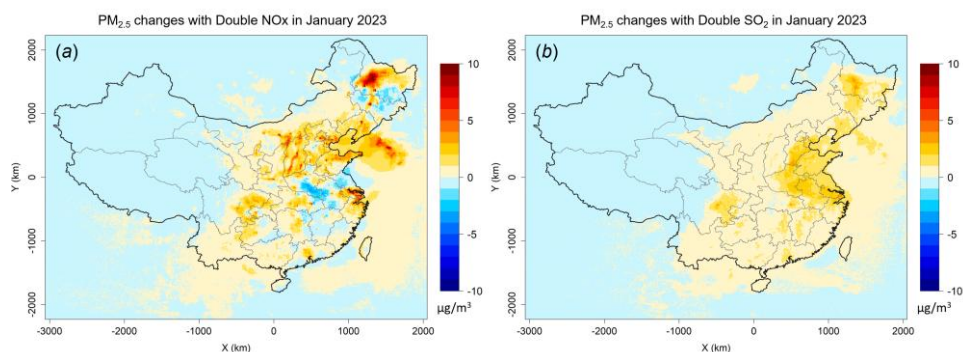 PM2.5 changes with Double NOx in January 2023
(a)
2000
1000
0
-1000
-2000
Y (km)
-3000 -2000 -1000 0 1000 2000
X (km)
10
5
0
-5
-10
μg/m³
PM2.5 changes with Double SO2 in January 2023
(b)
2000
1000
0
-1000
-2000
Y (km)
-3000 -2000 -1000 0 1000 2000
X (km)
10
5
0
-5
-10
μg/m³